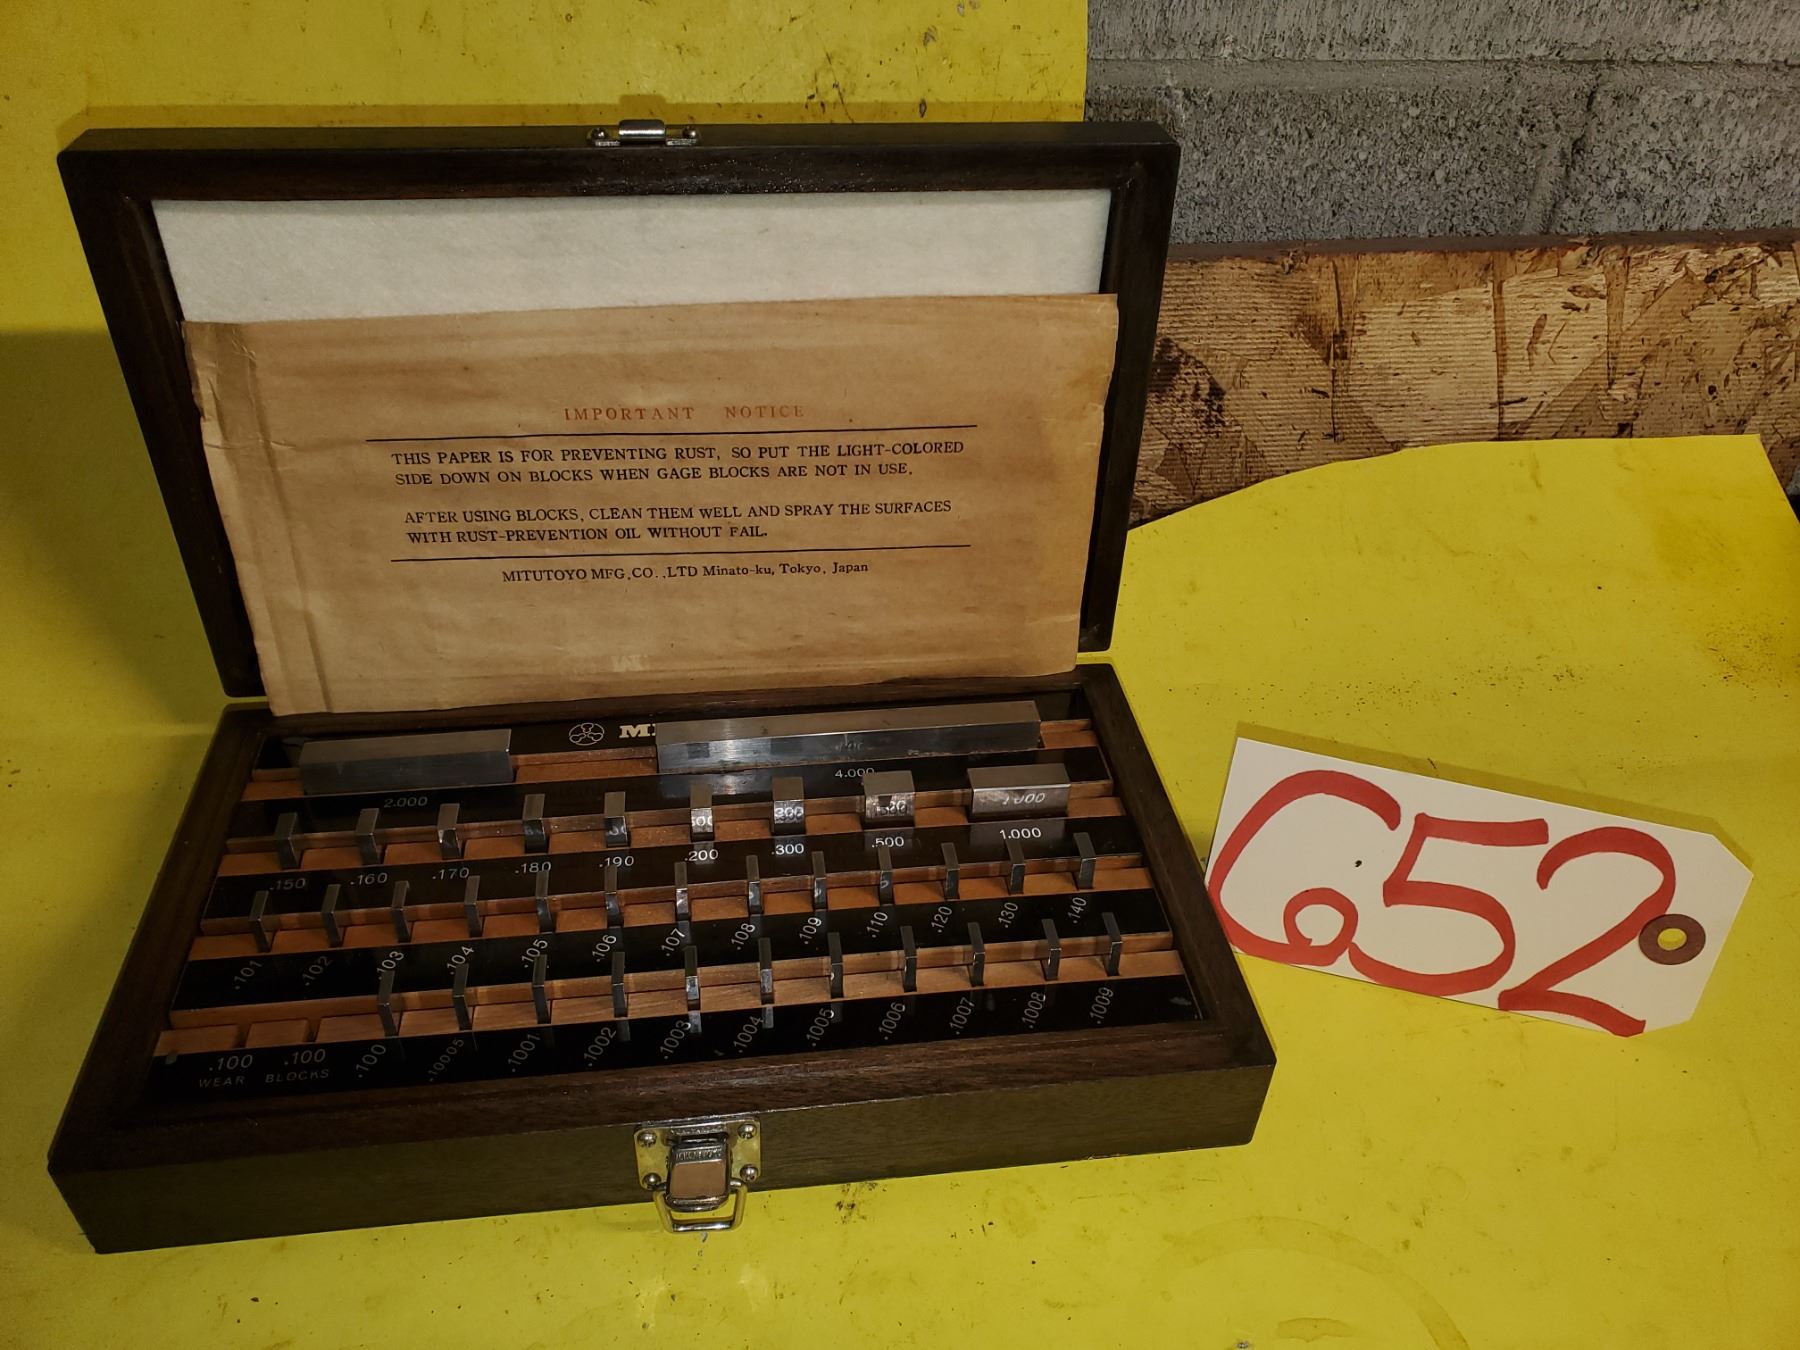 IMPORTANT NOTICE
THIS PAPER IS FOR PREVENTING RUST, SO PUT THE LIGHT-COLORED
SIDE DOWN ON BLOCKS WHEN GAGE BLOCKS ARE NOT IN USE.
AFTER USING BLOCKS, CLEAN THEM WELL AND SPRAY THE SURFACES
WITH RUST-PREVENTION OIL WITHOUT FAIL.
MITUTOYO MFG.CO.,LTD Minato-ku, Tokyo, Japan
M
2.000 4.000
.150 .160 .170 .180 .190 .200 .300 .500 1.000
.101 .102 .103 .104 .105 .106 .107 .108 .109 .110 .120 .130 .140
.100 .100 .100 .10005 .1001 .1002 .1003 .1004 .1005 .1006 .1007 .1008 .1009
WEAR BLOCKS
652